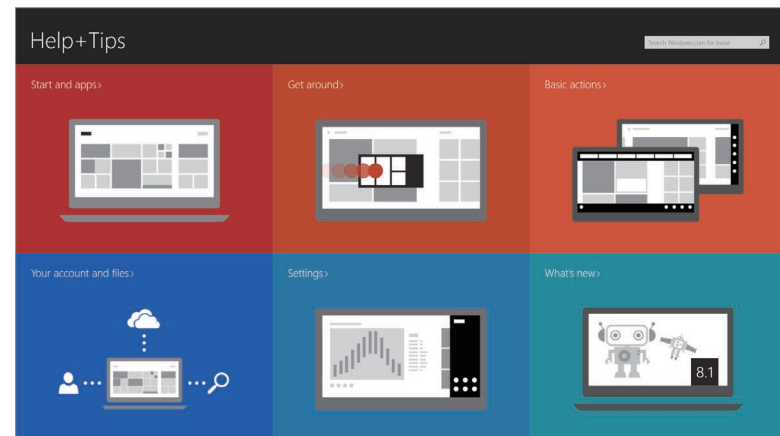 Help+Tips
Search Windows.com for more
Start and apps›
Get around›
Basic actions›
Your account and files›
Settings›
What's new›
8.1